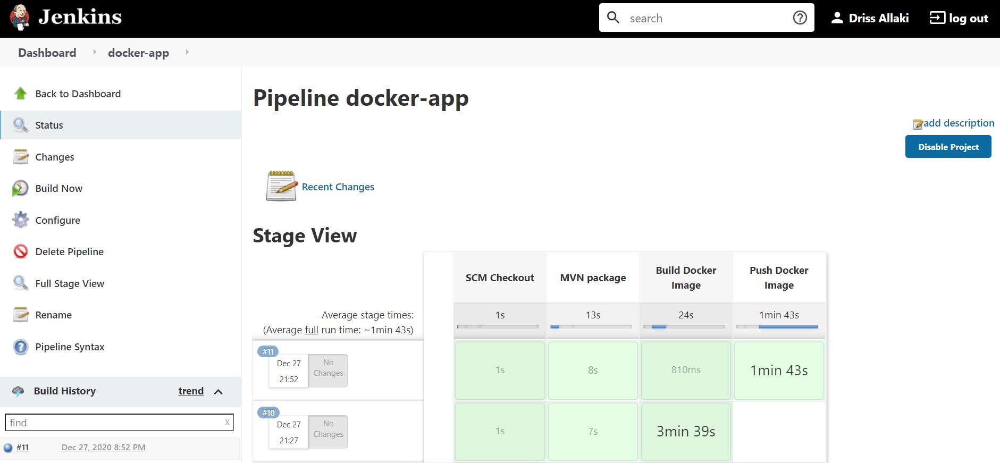 Jenkins
search
Driss Allaki
log out
Dashboard
docker-app
Back to Dashboard
Status
Changes
Build Now
Configure
Delete Pipeline
Full Stage View
Rename
Pipeline Syntax
Build History
trend
find
X
#11
Dec 27, 2020 8:52 PM
Pipeline docker-app
add description
Disable Project
Recent Changes
Stage View
SCM Checkout
MVN package
Build Docker
Image
Push Docker
Image
Average stage times:
(Average full run time: ~1min 43s)
1s
13s
24s
1min 43s
#11
Dec 27
21:52
No
Changes
1s
8s
810ms
1min 43s
#10
Dec 27
21:27
No
Changes
1s
7s
3min 39s